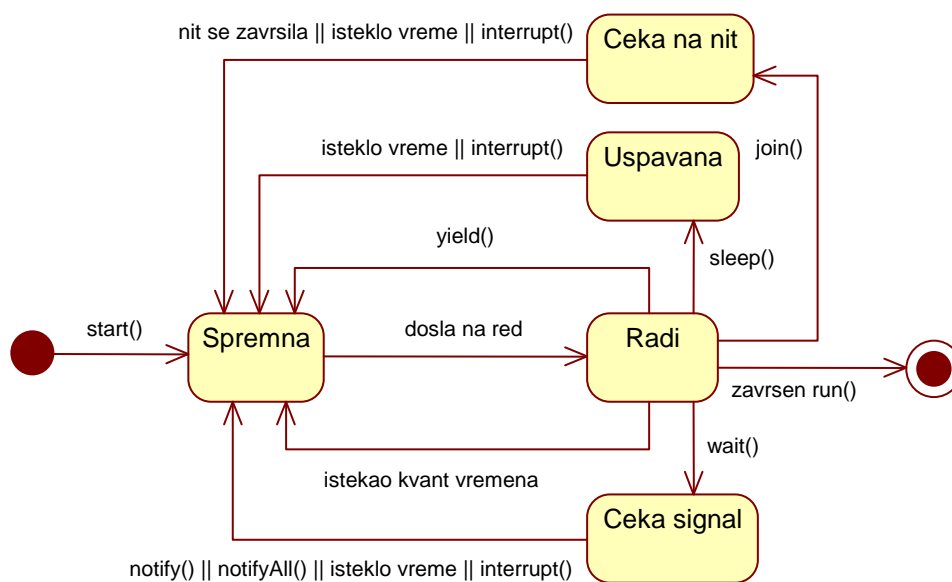 nit se zavrsila || isteklo vreme || interrupt()
Ceka na nit
isteklo vreme || interrupt()
Uspavana
join()
yield()
sleep()
start()
Spremna
dosla na red
Radi
zavrsen run()
wait()
istekao kvant vremena
Ceka signal
notify() || notifyAll() || isteklo vreme || interrupt()